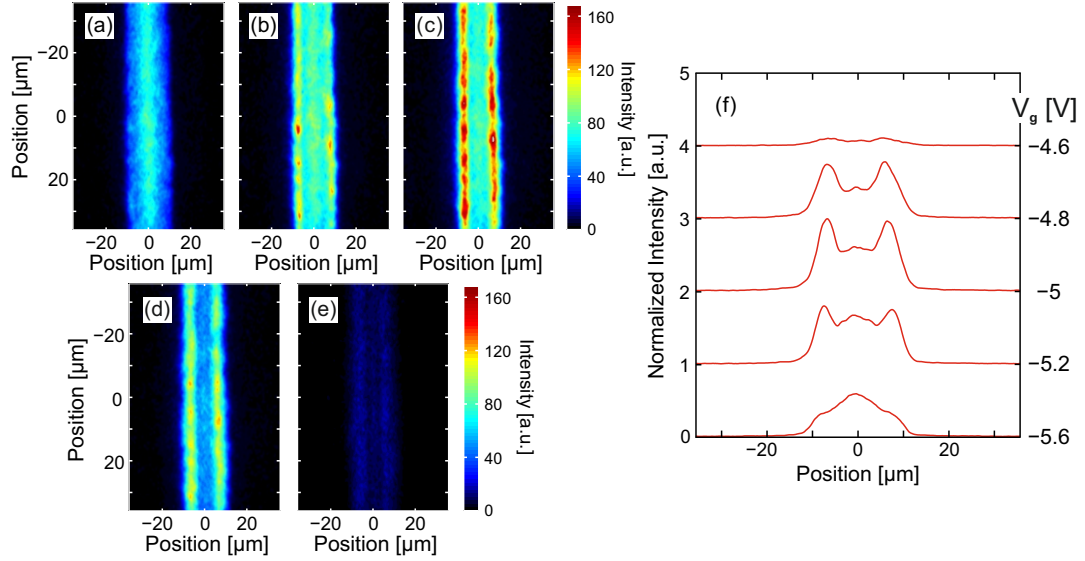 (a)
(b)
(c)
Position [µm]
−20
0
20
−20 0 20
−20 0 20
−20 0 20
Position [µm]
Position [µm]
Position [µm]
160
120
80
40
0
Intensity [a.u.]
(d)
(e)
Position [µm]
−20
0
20
−20 0 20
−20 0 20
Position [µm]
Position [µm]
160
120
80
40
0
Intensity [a.u.]
(f)
Normalized Intensity [a.u.]
5
4
3
2
1
0
Vg [V]
−4.6
−4.8
−5
−5.2
−5.6
−20 0 20
Position [µm]